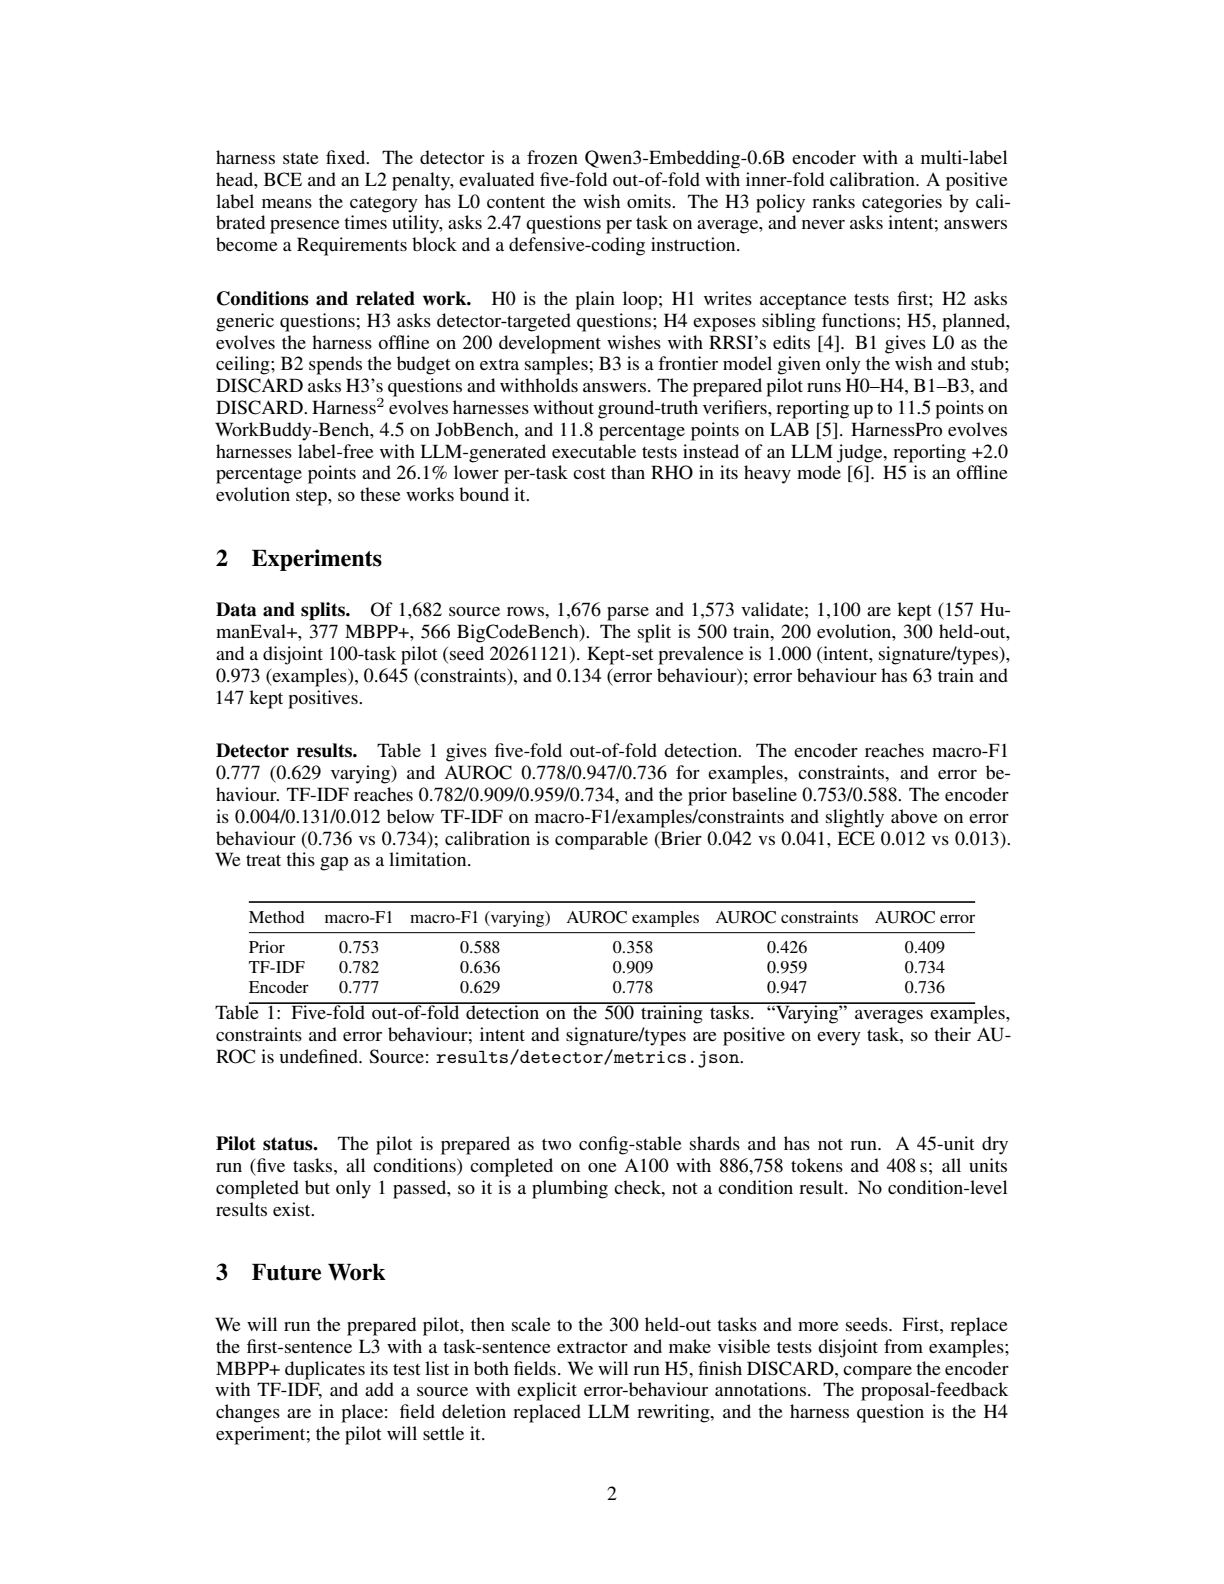 harness state fixed. The detector is a frozen Qwen3-Embedding-0.6B encoder with a multi-label
head, BCE and an L2 penalty, evaluated five-fold out-of-fold with inner-fold calibration. A positive
label means the category has L0 content the wish omits. The H3 policy ranks categories by cali-
brated presence times utility, asks 2.47 questions per task on average, and never asks intent; answers
become a Requirements block and a defensive-coding instruction.
Conditions and related work. H0 is the plain loop; H1 writes acceptance tests first; H2 asks
generic questions; H3 asks detector-targeted questions; H4 exposes sibling functions; H5, planned,
evolves the harness offline on 200 development wishes with RRSI's edits [4]. B1 gives L0 as the
ceiling; B2 spends the budget on extra samples; B3 is a frontier model given only the wish and stub;
DISCARD asks H3's questions and withholds answers. The prepared pilot runs H0–H4, B1–B3, and
DISCARD. Harness² evolves harnesses without ground-truth verifiers, reporting up to 11.5 points on
WorkBuddy-Bench, 4.5 on JobBench, and 11.8 percentage points on LAB [5]. HarnessPro evolves
harnesses label-free with LLM-generated executable tests instead of an LLM judge, reporting +2.0
percentage points and 26.1% lower per-task cost than RHO in its heavy mode [6]. H5 is an offline
evolution step, so these works bound it.
2 Experiments
Data and splits. Of 1,682 source rows, 1,676 parse and 1,573 validate; 1,100 are kept (157 Hu-
manEval+, 377 MBPP+, 566 BigCodeBench). The split is 500 train, 200 evolution, 300 held-out,
and a disjoint 100-task pilot (seed 20261121). Kept-set prevalence is 1.000 (intent, signature/types),
0.973 (examples), 0.645 (constraints), and 0.134 (error behaviour); error behaviour has 63 train and
147 kept positives.
Detector results. Table 1 gives five-fold out-of-fold detection. The encoder reaches macro-F1
0.777 (0.629 varying) and AUROC 0.778/0.947/0.736 for examples, constraints, and error be-
haviour. TF-IDF reaches 0.782/0.909/0.959/0.734, and the prior baseline 0.753/0.588. The encoder
is 0.004/0.131/0.012 below TF-IDF on macro-F1/examples/constraints and slightly above on error
behaviour (0.736 vs 0.734); calibration is comparable (Brier 0.042 vs 0.041, ECE 0.012 vs 0.013).
We treat this gap as a limitation.
Method macro-F1 macro-F1 (varying) AUROC examples AUROC constraints AUROC error
Prior 0.753 0.588 0.358 0.426 0.409
TF-IDF 0.782 0.636 0.909 0.959 0.734
Encoder 0.777 0.629 0.778 0.947 0.736
Table 1: Five-fold out-of-fold detection on the 500 training tasks. “Varying” averages examples,
constraints and error behaviour; intent and signature/types are positive on every task, so their AU-
ROC is undefined. Source: results/detector/metrics.json.
Pilot status. The pilot is prepared as two config-stable shards and has not run. A 45-unit dry
run (five tasks, all conditions) completed on one A100 with 886,758 tokens and 408 s; all units
completed but only 1 passed, so it is a plumbing check, not a condition result. No condition-level
results exist.
3 Future Work
We will run the prepared pilot, then scale to the 300 held-out tasks and more seeds. First, replace
the first-sentence L3 with a task-sentence extractor and make visible tests disjoint from examples;
MBPP+ duplicates its test list in both fields. We will run H5, finish DISCARD, compare the encoder
with TF-IDF, and add a source with explicit error-behaviour annotations. The proposal-feedback
changes are in place: field deletion replaced LLM rewriting, and the harness question is the H4
experiment; the pilot will settle it.
2